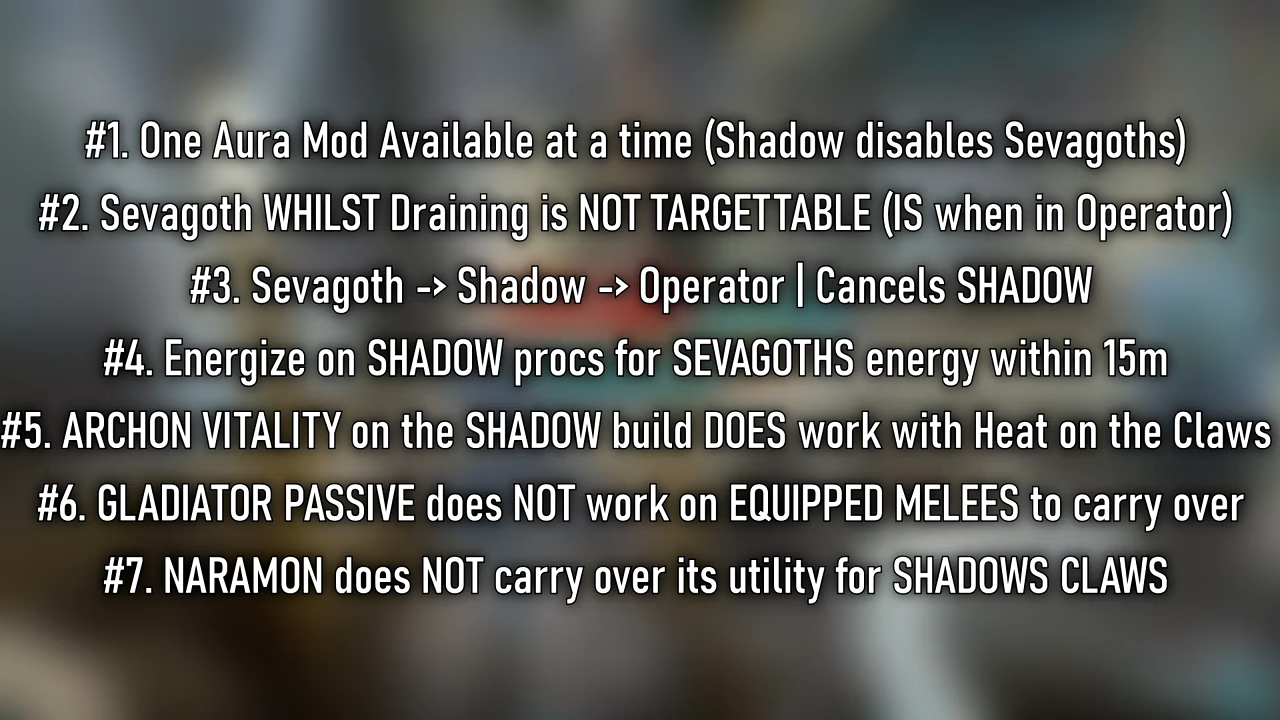 #1. One Aura Mod Available at a time (Shadow disables Sevagoths)
#2. Sevagoth WHILST Draining is NOT TARGETTABLE (IS when in Operator)
#3. Sevagoth -> Shadow -> Operator | Cancels SHADOW
#4. Energize on SHADOW procs for SEVAGOTHS energy within 15m
#5. ARCHON VITALITY on the SHADOW build DOES work with Heat on the Claws
#6. GLADIATOR PASSIVE does NOT work on EQUIPPED MELEES to carry over
#7. NARAMON does NOT carry over its utility for SHADOWS CLAWS